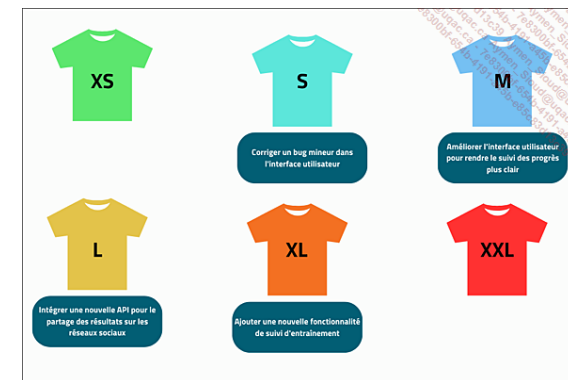 XS
S
M
Corriger un bug mineur dans
l'interface utilisateur
Améliorer l'interface utilisateur
pour rendre le suivi des progrès
plus clair
L
XL
XXL
Intégrer une nouvelle API pour le
partage des résultats sur les
réseaux sociaux
Ajouter une nouvelle fonctionnalité
de suivi d'entraînement